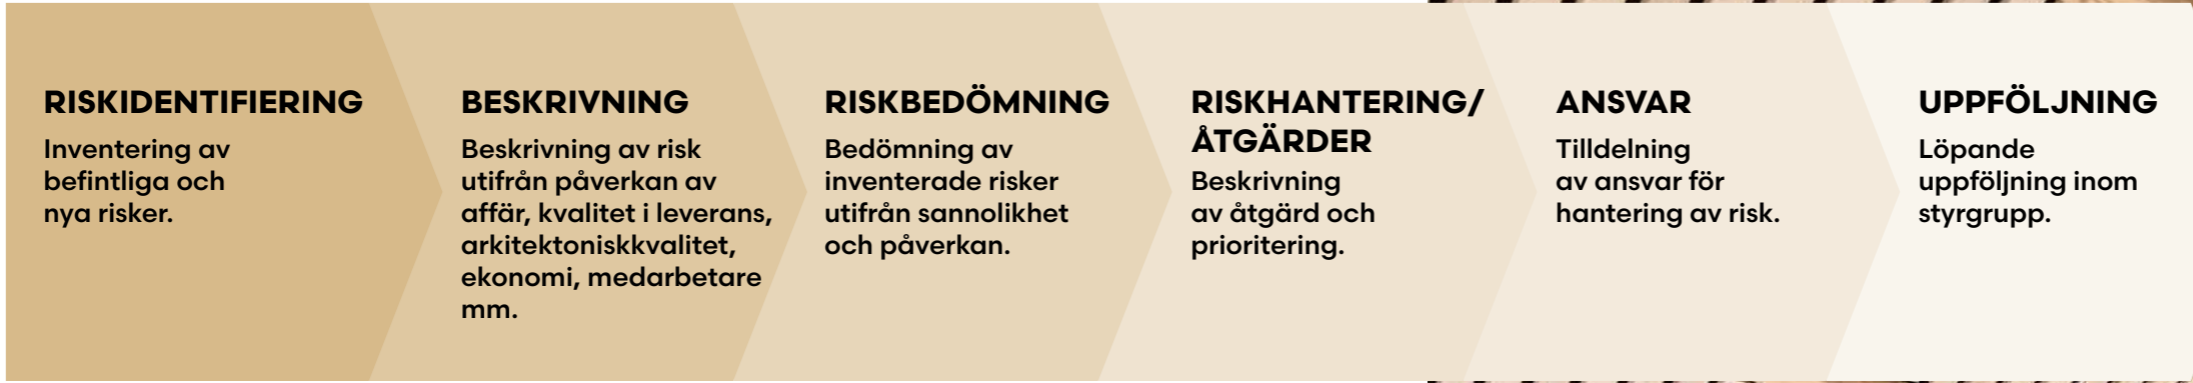 RISKIDENTIFIERING
Inventering av
befintliga och
nya risker.
BESKRIVNING
Beskrivning av risk
utifrån påverkan av
affär, kvalitet i leverans,
arkitektoniskkvalitet,
ekonomi, medarbetare
mm.
RISKBEDÖMNING
Bedömning av
inventerade risker
utifrån sannolikhet
och påverkan.
RISKHANTERING/
ÅTGÄRDER
Beskrivning
av åtgärd och
prioritering.
ANSVAR
Tilldelning
av ansvar för
hantering av risk.
UPPFÖLJNING
Löpande
uppföljning inom
styrgrupp.